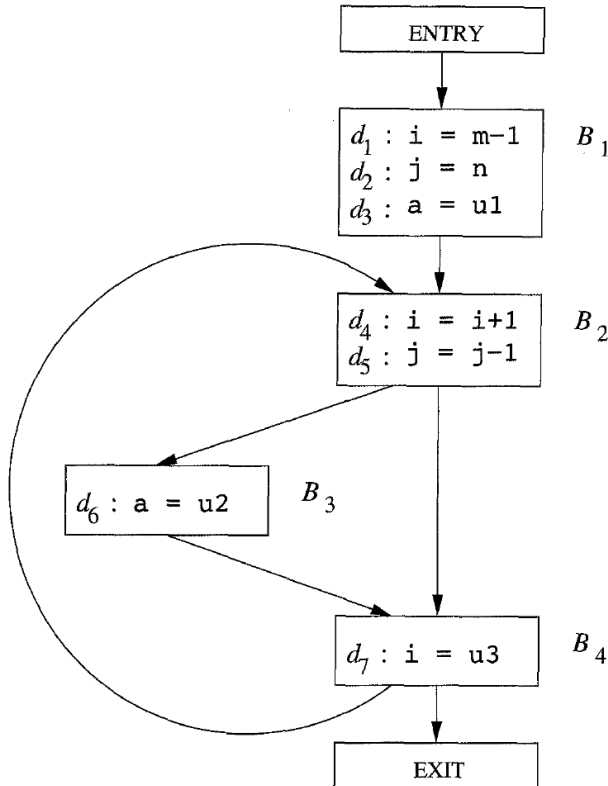 ENTRY
d1 : i = m-1
d2 : j = n
d3 : a = u1
B1
d4 : i = i+1
d5 : j = j-1
B2
d6 : a = u2
B3
d7 : i = u3
B4
EXIT